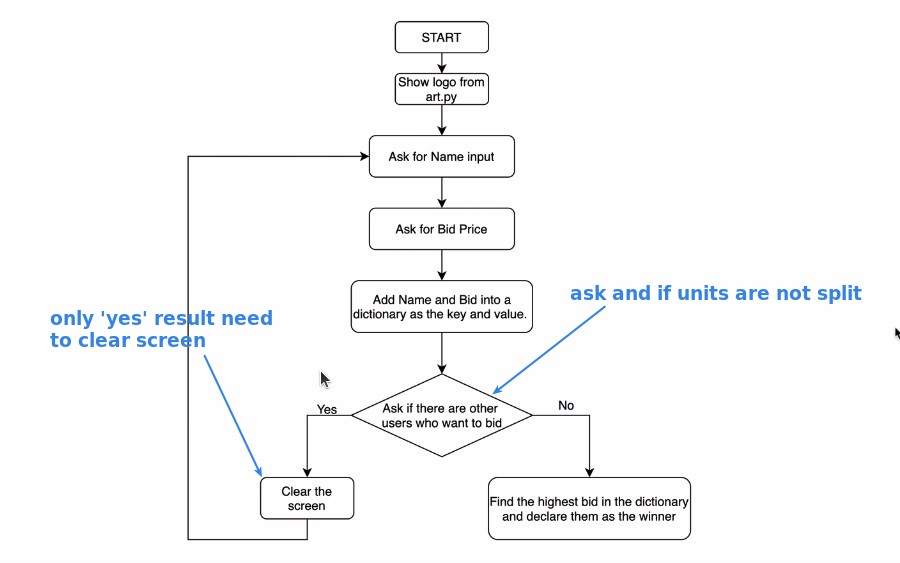 START
Show logo from
art.py
Ask for Name input
Ask for Bid Price
Add Name and Bid into a
dictionary as the key and value.
ask and if units are not split
only 'yes' result need
to clear screen
Ask if there are other
users who want to bid
Yes
No
Clear the
screen
Find the highest bid in the dictionary
and declare them as the winner